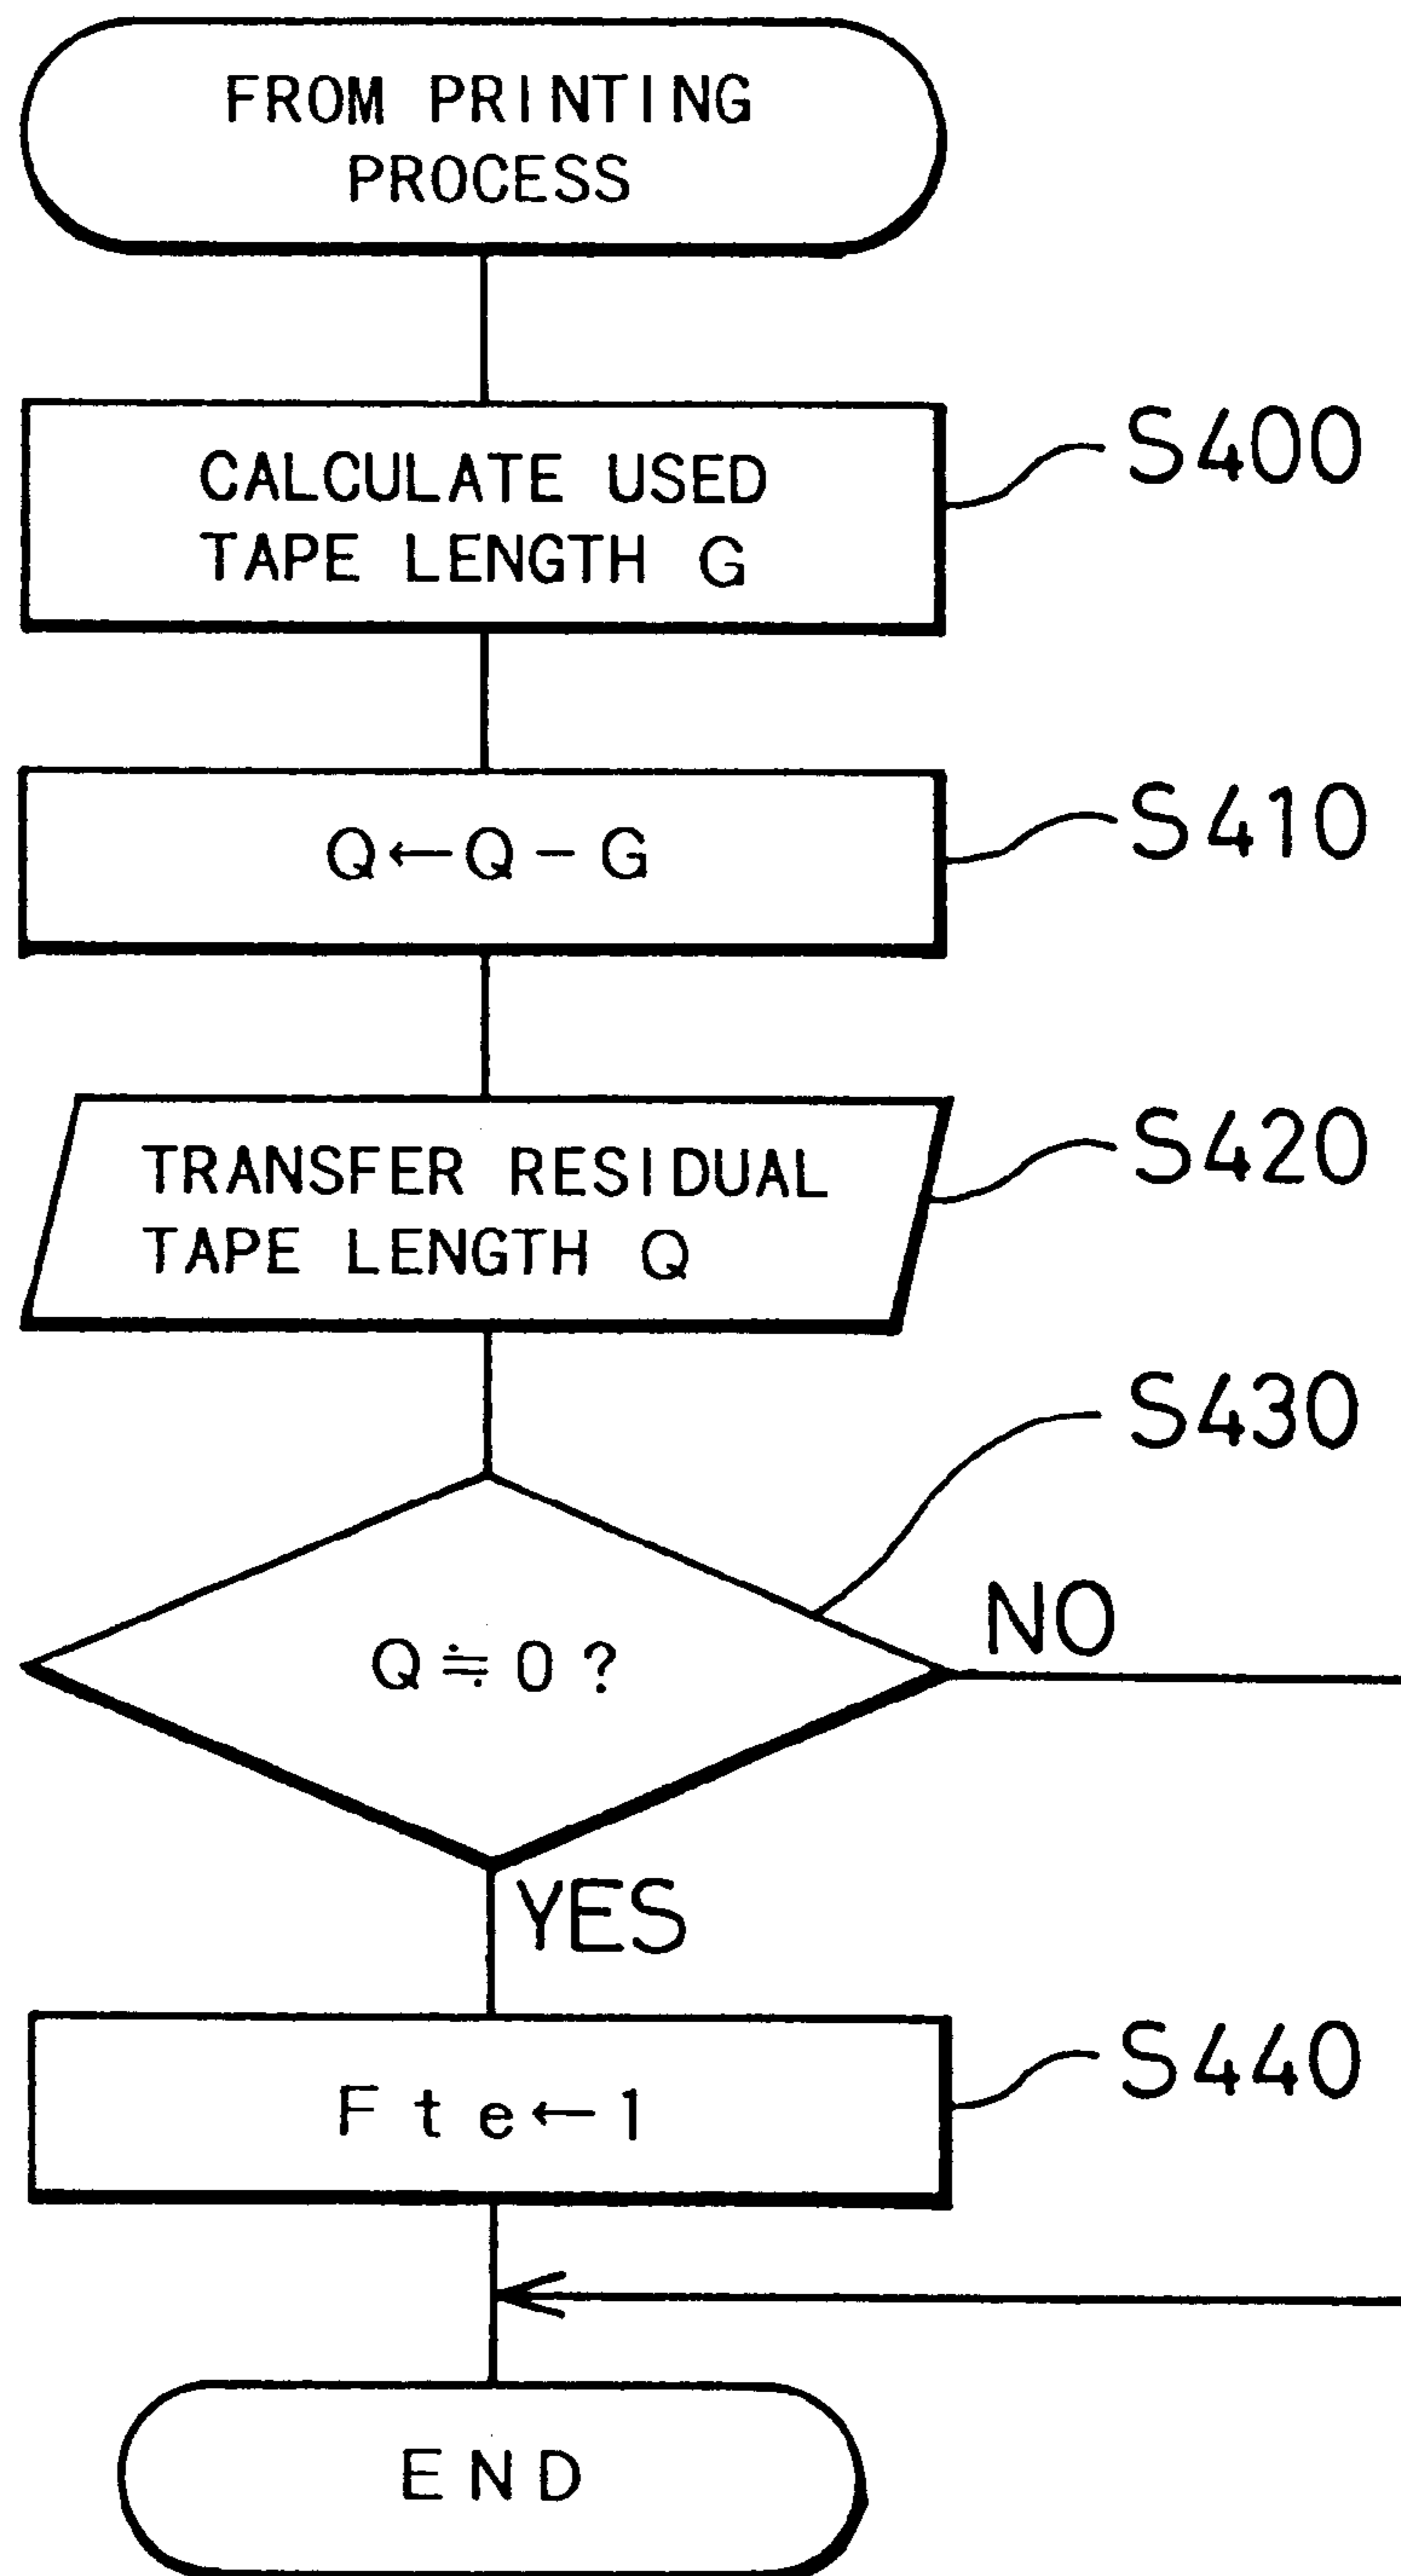 FROM PRINTING
PROCESS
CALCULATE USED
TAPE LENGTH G
S400
Q←Q-G
S410
TRANSFER RESIDUAL
TAPE LENGTH Q
S420
S430
Q≒0?
NO
YES
Fte←1
S440
END